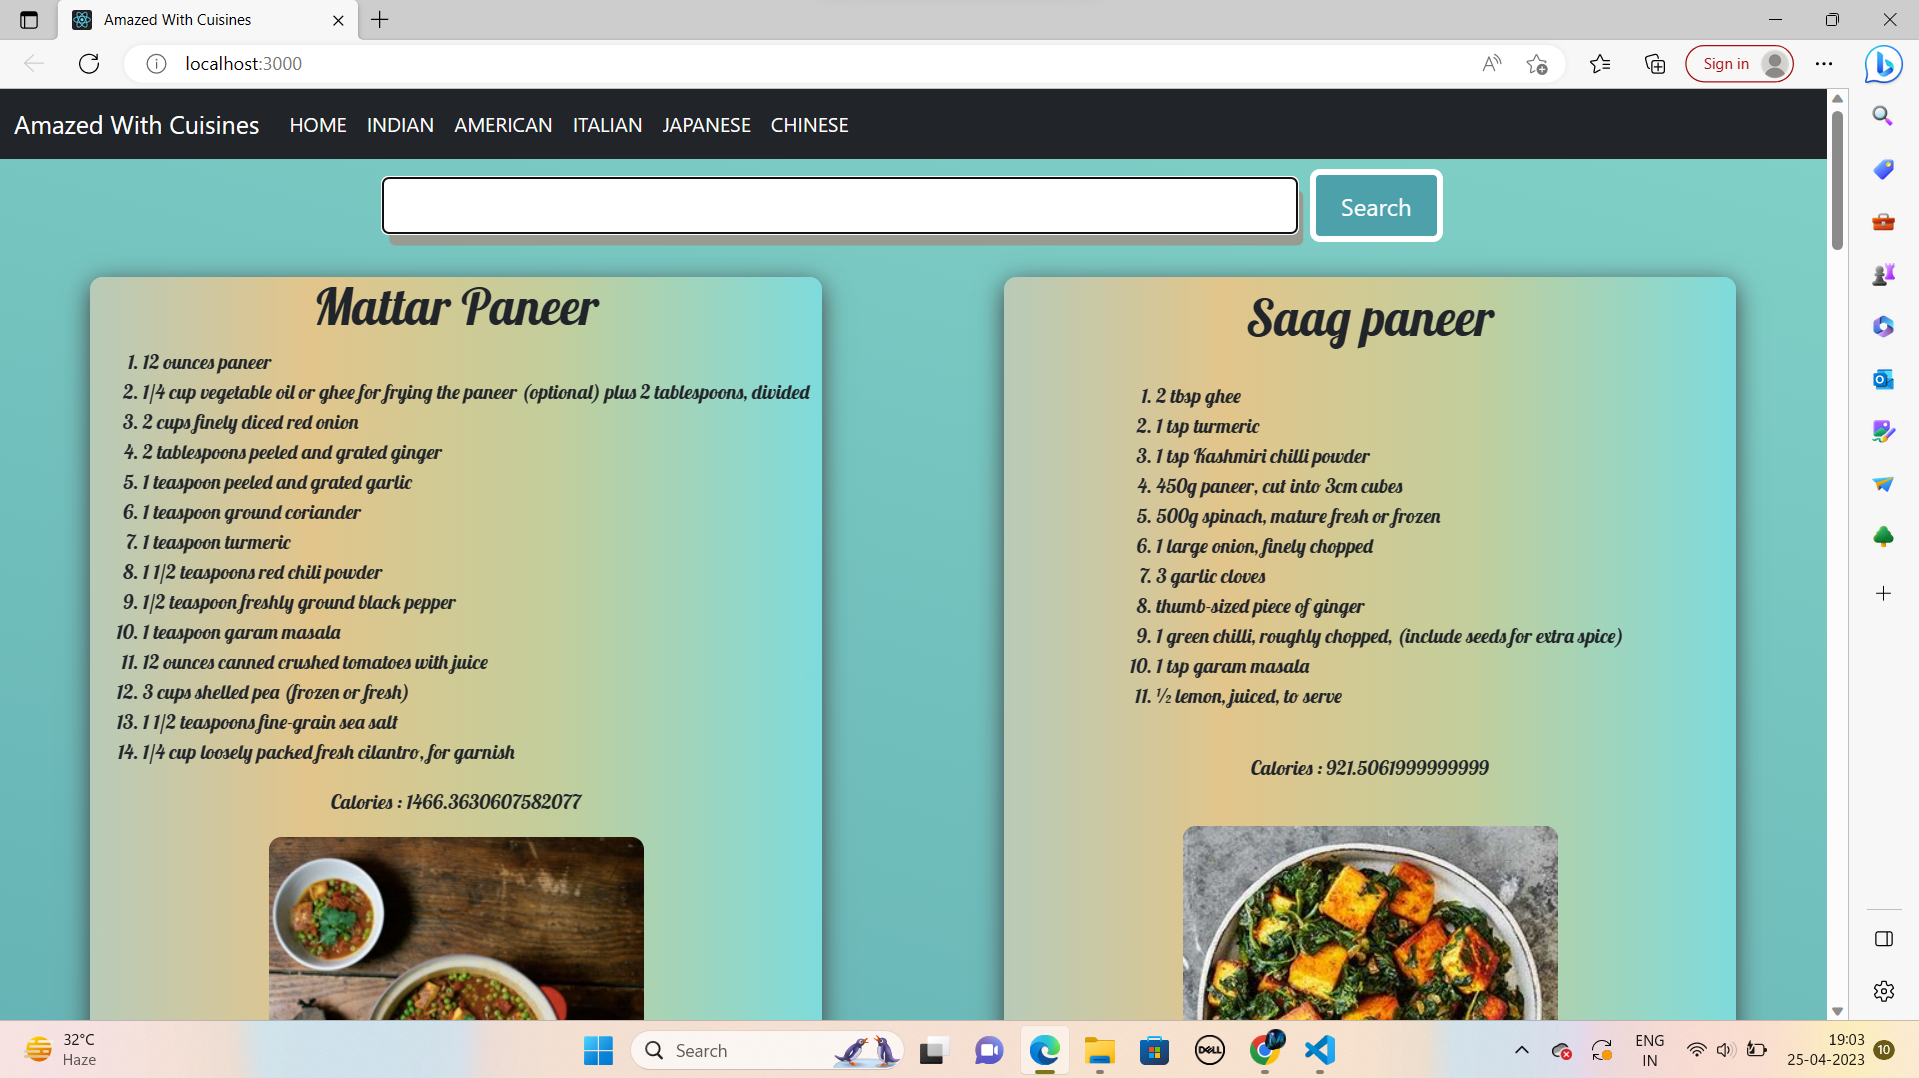 Amazed With Cuisines
localhost:3000
Sign in
Amazed With Cuisines HOME INDIAN AMERICAN ITALIAN JAPANESE CHINESE
Search
Mattar Paneer
1. 12 ounces paneer
2. 1/4 cup vegetable oil or ghee for frying the paneer (optional) plus 2 tablespoons, divided
3. 2 cups finely diced red onion
4. 2 tablespoons peeled and grated ginger
5. 1 teaspoon peeled and grated garlic
6. 1 teaspoon ground coriander
7. 1 teaspoon turmeric
8. 1 1/2 teaspoons red chili powder
9. 1/2 teaspoon freshly ground black pepper
10. 1 teaspoon garam masala
11. 12 ounces canned crushed tomatoes with juice
12. 3 cups shelled pea (frozen or fresh)
13. 1 1/2 teaspoons fine-grain sea salt
14. 1/4 cup loosely packed fresh cilantro, for garnish
Calories : 1466.3630607582077
Saag paneer
1. 2 tbsp ghee
2. 1 tsp turmeric
3. 1 tsp Kashmiri chilli powder
4. 450g paneer, cut into 3cm cubes
5. 500g spinach, mature fresh or frozen
6. 1 large onion, finely chopped
7. 3 garlic cloves
8. thumb-sized piece of ginger
9. 1 green chilli, roughly chopped, (include seeds for extra spice)
10. 1 tsp garam masala
11. ½ lemon, juiced, to serve
Calories : 921.5061999999999
32°C
Haze
Search
DELL
ENG
IN
19:03
25-04-2023
10